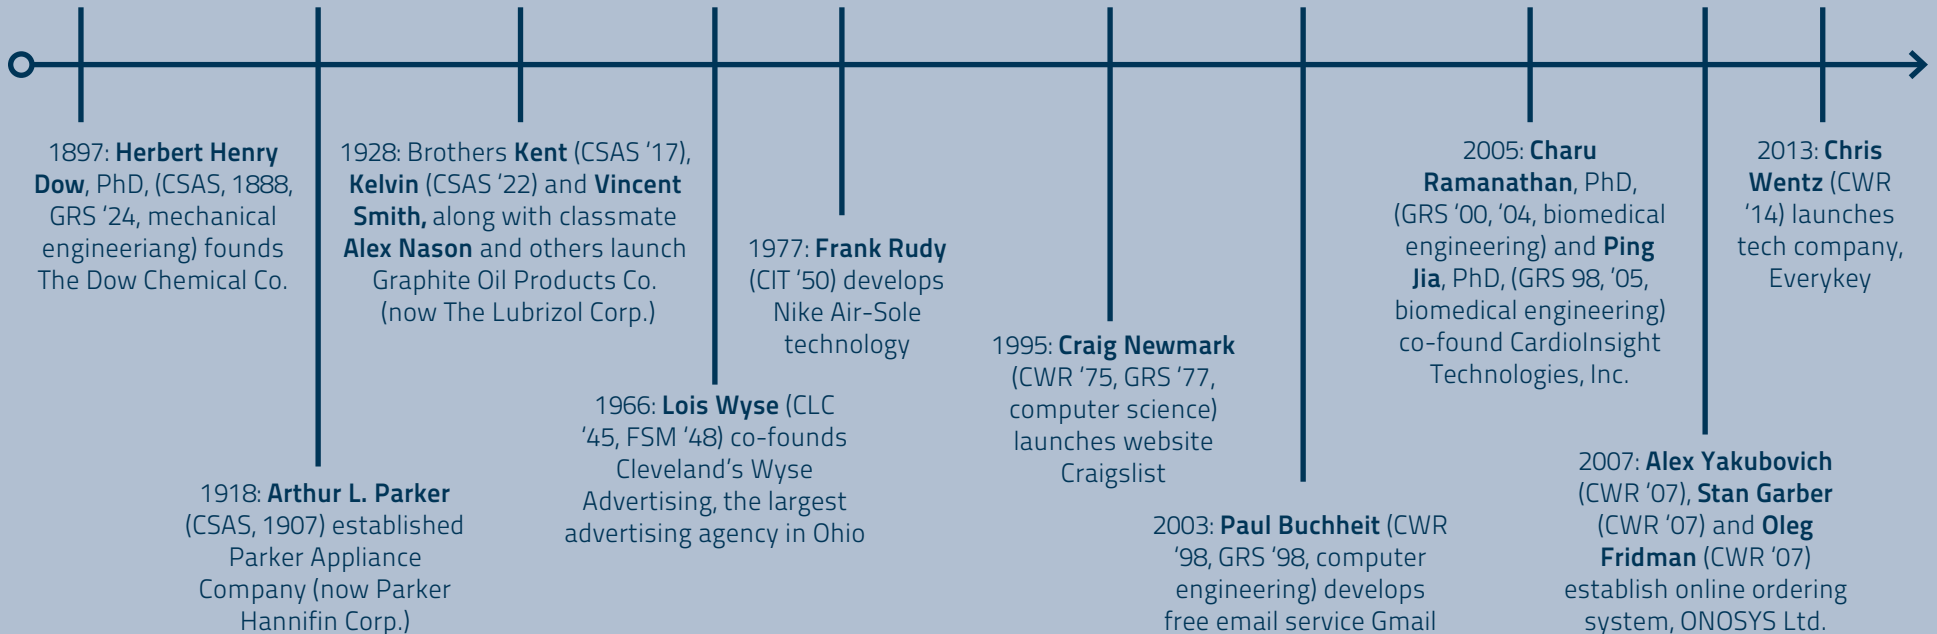 1897: Herbert Henry
Dow, PhD, (CSAS, 1888,
GRS ‘24, mechanical
engineeriang) founds
The Dow Chemical Co.
1918: Arthur L. Parker
(CSAS, 1907) established
Parker Appliance
Company (now Parker
Hannifin Corp.)
1928: Brothers Kent (CSAS ‘17),
Kelvin (CSAS ‘22) and Vincent
Smith, along with classmate
Alex Nason and others launch
Graphite Oil Products Co.
(now The Lubrizol Corp.)
1966: Lois Wyse (CLC
‘45, FSM ‘48) co-founds
Cleveland’s Wyse
Advertising, the largest
advertising agency in Ohio
1977: Frank Rudy
(CIT ‘50) develops
Nike Air-Sole
technology
1995: Craig Newmark
(CWR ‘75, GRS ‘77,
computer science)
launches website
Craigslist
2003: Paul Buchheit (CWR
‘98, GRS ‘98, computer
engineering) develops
free email service Gmail
2005: Charu
Ramanathan, PhD,
(GRS ‘00, ‘04, biomedical
engineering) and Ping
Jia, PhD, (GRS 98, ‘05,
biomedical engineering)
co-found CardioInsight
Technologies, Inc.
2007: Alex Yakubovich
(CWR ‘07), Stan Garber
(CWR ‘07) and Oleg
Fridman (CWR ‘07)
establish online ordering
system, ONOSYS Ltd.
2013: Chris
Wentz (CWR
‘14) launches
tech company,
Everykey